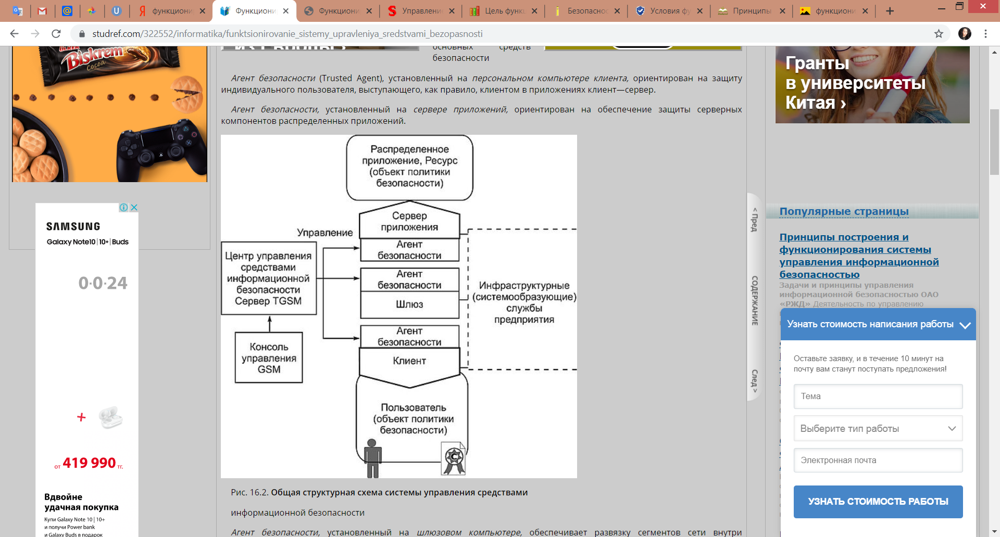 функциони
Функциони
Функциони
Управление
Цель функ
Безопаснос
Условия фу
Принципы
функциони
studref.com/322552/informatika/funktsionirovanie_sistemy_upravleniya_sredstvami_bezopasnosti
ÜLKER
Biskrem
Cocoa
основных средств
безопасности
Агент безопасности (Trusted Agent), установленный на персональном компьютере клиента, ориентирован на защиту
индивидуального пользователя, выступающего, как правило, клиентом в приложениях клиент—сервер.
Агент безопасности, установленный на сервере приложений, ориентирован на обеспечение защиты серверных
компонентов распределенных приложений.
Распределенное
приложение, Ресурс
(объект политики
безопасности)
Сервер
приложения
Управление
Агент
безопасности
Центр управления
средствами
информационной
безопасности
Сервер TGSM
Агент
безопасности
Шлюз
Инфраструктурные
(системообразующие)
службы
предприятия
Агент
безопасности
Клиент
Консоль
управления
GSM
Пользователь
(объект политики
безопасности)
C
Рис. 16.2. Общая структурная схема системы управления средствами
информационной безопасности
Агент безопасности, установленный на шлюзовом компьютере, обеспечивает развязку сегментов сети внутри
SAMSUNG
Galaxy Note10 | 10+ | Buds
0·0·24
+
от 419 990 тг.
Вдвойне
удачная покупка
Купи Galaxy Note 10 | 10+
и получи Power bank
и Galaxy Buds в подарок
< Пред
СОДЕРЖАНИЕ
След >
Гранты
в университеты
Китая ›
Популярные страницы
Принципы построения и
функционирования системы
управления информационной
безопасностью
Задачи и принципы управления
информационной безопасностью ОАО
«РЖД» Деятельность по управлению
Узнать стоимость написания работы
Оставьте заявку, и в течение 10 минут на
почту вам станут поступать предложения!
Тема
Выберите тип работы
Электронная почта
УЗНАТЬ СТОИМОСТЬ РАБОТЫ